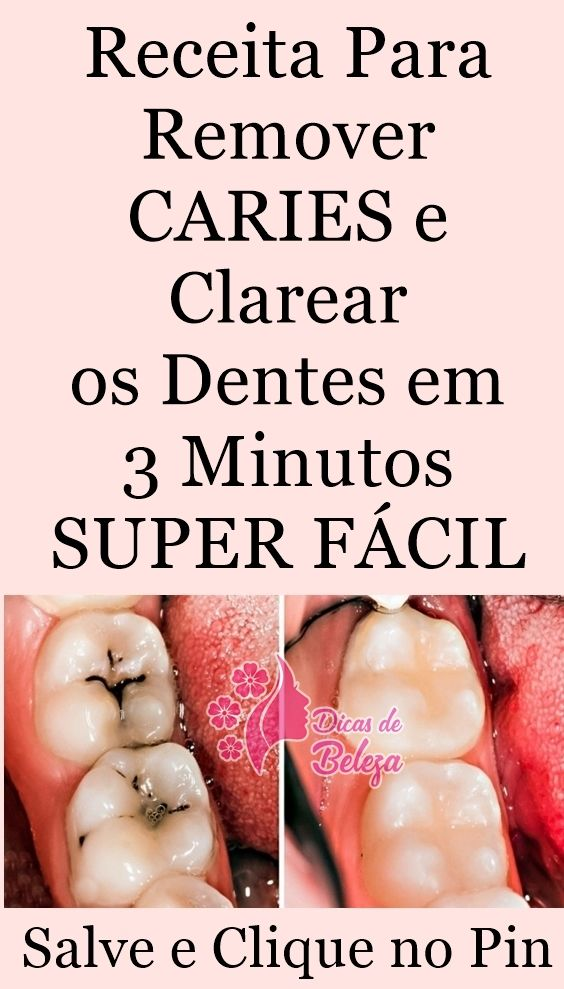 Receita Para
Remover
CARIES e
Clarear
os Dentes em
3 Minutos
SUPER FÁCIL
Dicas de
Beleza
Salve e Clique no Pin